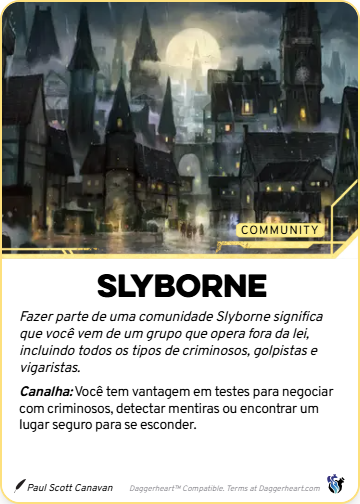 COMMUNITY
SLYBORNE
Fazer parte de uma comunidade Slyborne significa
que você vem de um grupo que opera fora da lei,
incluindo todos os tipos de criminosos, golpistas e
vigaristas.
Canalha: Você tem vantagem em testes para negociar
com criminosos, detectar mentiras ou encontrar um
lugar seguro para se esconder.
Paul Scott Canavan Daggerheart™ Compatible. Terms at Daggerheart.com